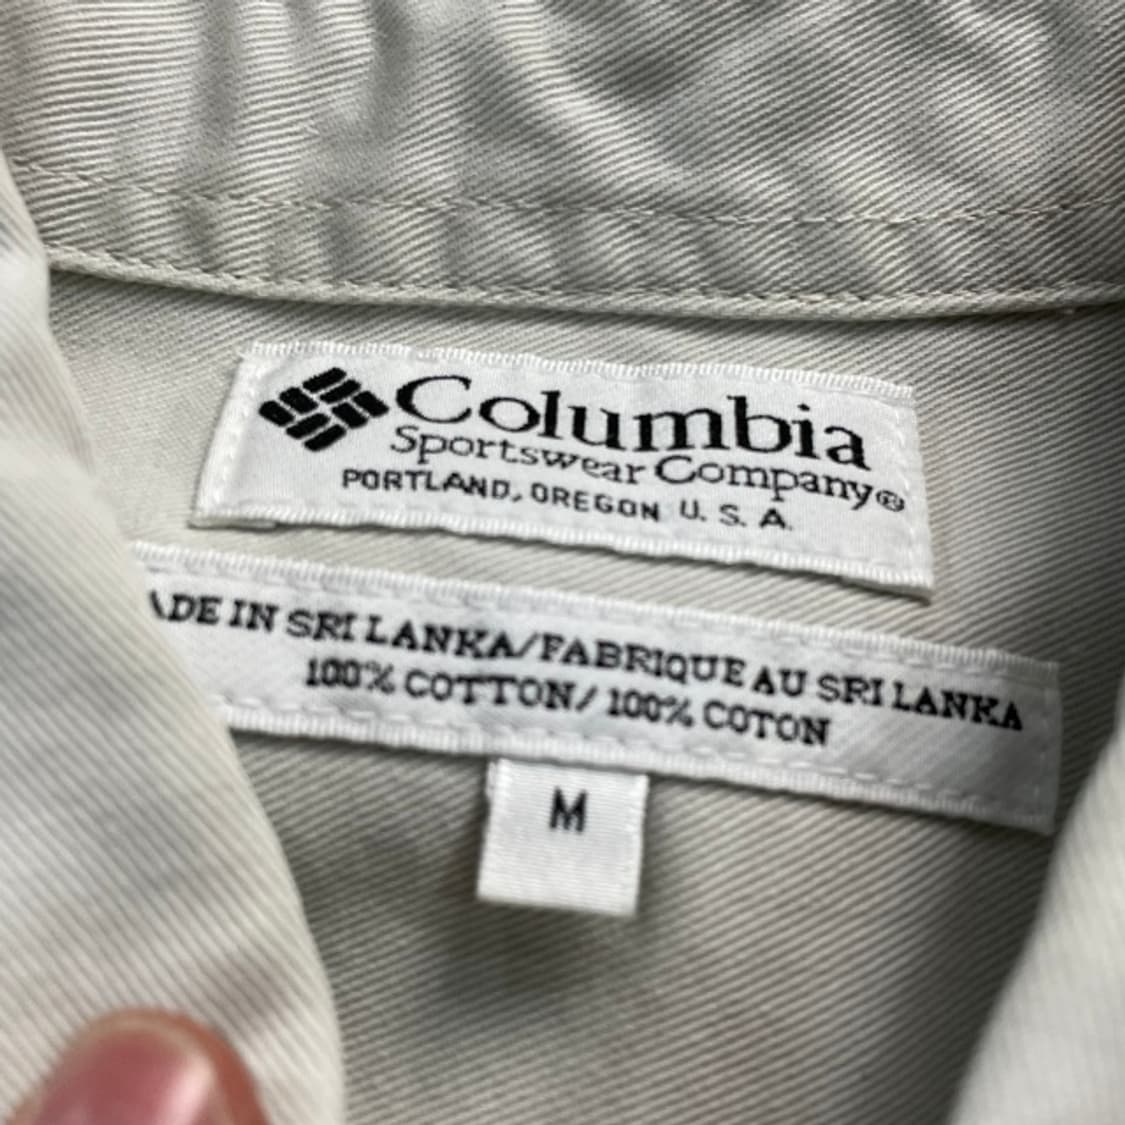 Columbia
Sportswear Company®
PORTLAND, OREGON U. S. A.
ADE IN SRI LANKA/FABRIQUE AU SRI LANKA
100% COTTON/ 100% COTON
M